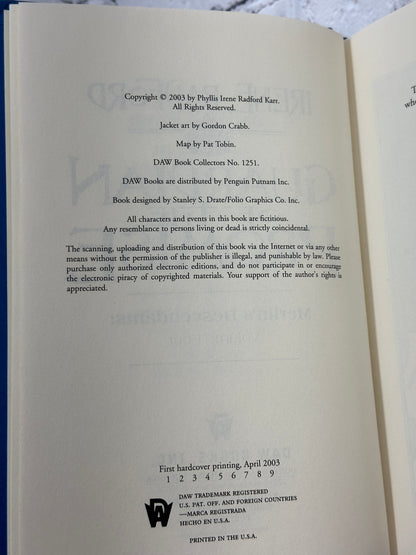 Copyright © 2003 by Phyllis Irene Radford Karr.
All Rights Reserved.
Jacket art by Gordon Crabb.
Map by Pat Tobin.
DAW Book Collectors No. 1251.
DAW Books are distributed by Penguin Putnam Inc.
Book designed by Stanley S. Drate/Folio Graphics Co. Inc.
All characters and events in this book are fictitious.
Any resemblance to persons living or dead is strictly coincidental.
The scanning, uploading and distribution of this book via the Internet or via any other
means without the permission of the publisher is illegal, and punishable by law. Please
purchase only authorized electronic editions, and do not participate in or encourage
the electronic piracy of copyrighted materials. Your support of the author's rights is
appreciated.
First hardcover printing, April 2003
1 2 3 4 5 6 7 8 9
DAW TRADEMARK REGISTERED
U.S. PAT. OFF. AND FOREIGN COUNTRIES
—MARCA REGISTRADA
HECHO EN U.S.A.
PRINTED IN THE U.S.A.